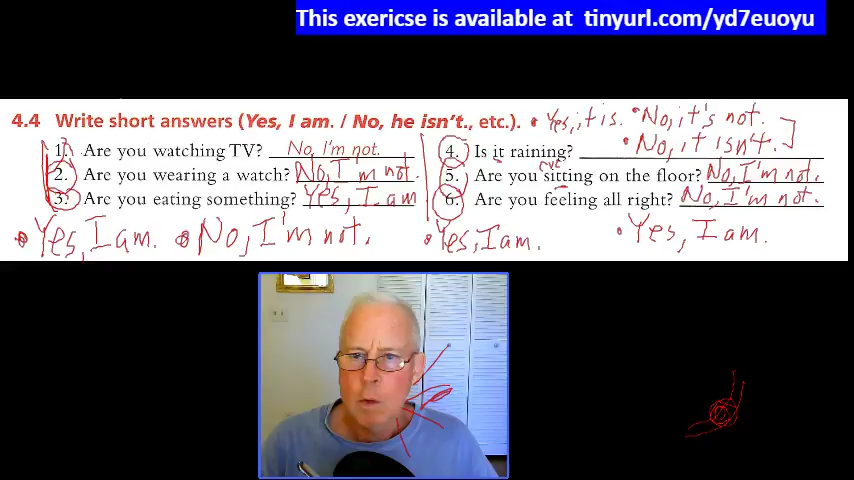 This exericse is available at tinyurl.com/yd7euoyu
4.4 Write short answers (Yes, I am. / No, he isn't., etc.). • Yes, it is. • No, it's not.
• No, it isn't.
1. Are you watching TV? No, I'm not.
2. Are you wearing a watch? No, I'm not.
3. Are you eating something? Yes, I am
• Yes, I am. • No, I'm not.
4. Is it raining?
5. Are you sitting on the floor? No, I'm not.
6. Are you feeling all right? No, I'm not.
• Yes, I am. • Yes, I am.